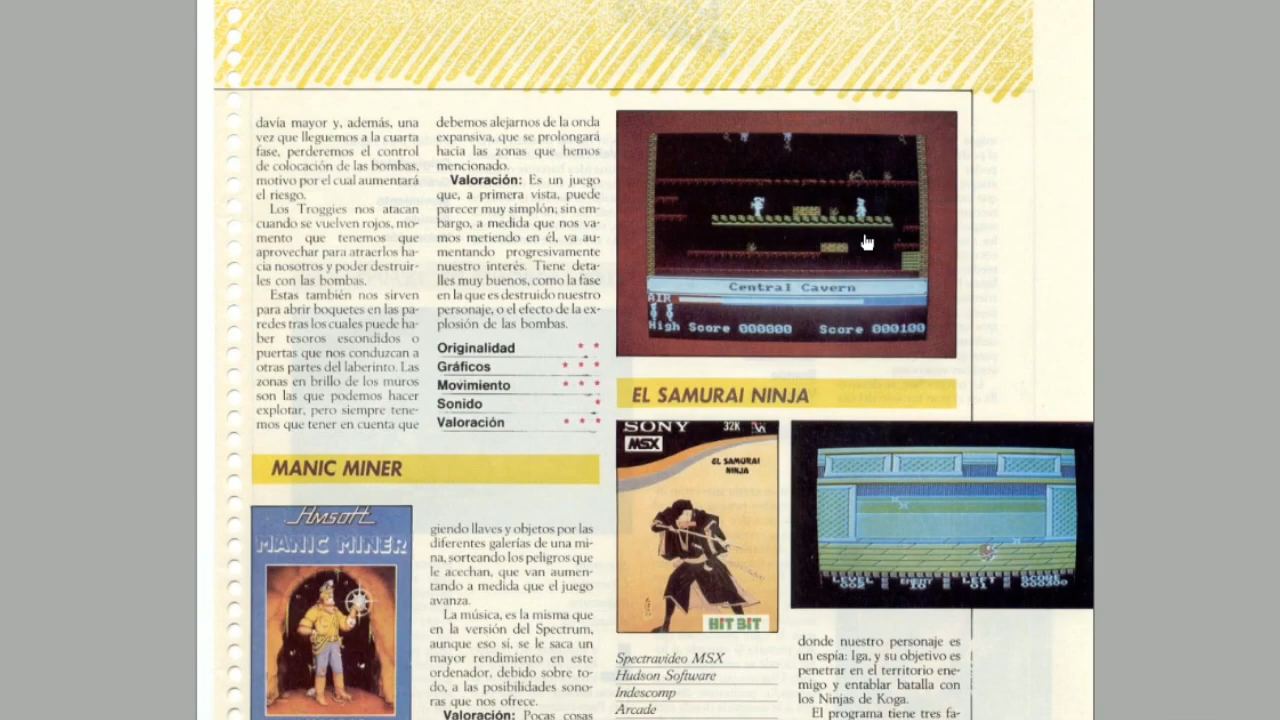 davía mayor y, además, una
vez que lleguemos a la cuarta
fase, perderemos el control
de colocación de las bombas,
motivo por el cual aumentará
el riesgo.
Los Troggies nos atacan
cuando se vuelven rojos, mo-
mento que tenemos que
aprovechar para atraerlos ha-
cia nosotros y poder destruir-
les con las bombas.
Estas también nos sirven
para abrir boquetes en las pa-
redes tras los cuales puede ha-
ber tesoros escondidos o
puertas que nos conduzcan a
otras partes del laberinto. Las
zonas en brillo de los muros
son las que podemos hacer
explotar, pero siempre tene-
mos que tener en cuenta que
debemos alejarnos de la onda
expansiva, que se prolongará
hacia las zonas que hemos
mencionado.
Valoración: Es un juego
que, a primera vista, puede
parecer muy simplón; sin em-
bargo, a medida que nos va-
mos metiendo en él, va au-
mentando progresivamente
nuestro interés. Tiene deta-
lles muy buenos, como la fase
en la que es destruido nuestro
personaje, o el efecto de la ex-
plosión de las bombas.
Originalidad * *
Gráficos * * *
Movimiento * * *
Sonido *
Valoración * * *
MANIC MINER
Hmsoft
MANIC MINER
giendo llaves y objetos por las
diferentes galerías de una mi-
na, sorteando los peligros que
le acechan, que van aumen-
tando a medida que el juego
avanza.
La música, es la misma que
en la versión del Spectrum,
aunque eso sí, se le saca un
mayor rendimiento en este
ordenador, debido sobre to-
do, a las posibilidades sono-
ras que nos ofrece.
Valoración: Pocas cosas
Central Cavern
AIR
High Score 000000 Score 000100
EL SAMURAI NINJA
SONY 32K
MSX
EL SAMURAI
NINJA
HIT BIT
LEVEL LEFT SCORE
002 10 01 000300
Spectravideo MSX
Hudson Software
Indescomp
Arcade
donde nuestro personaje es
un espía: Iga, y su objetivo es
penetrar en el territorio ene-
migo y entablar batalla con
los Ninjas de Koga.
El programa tiene tres fa-